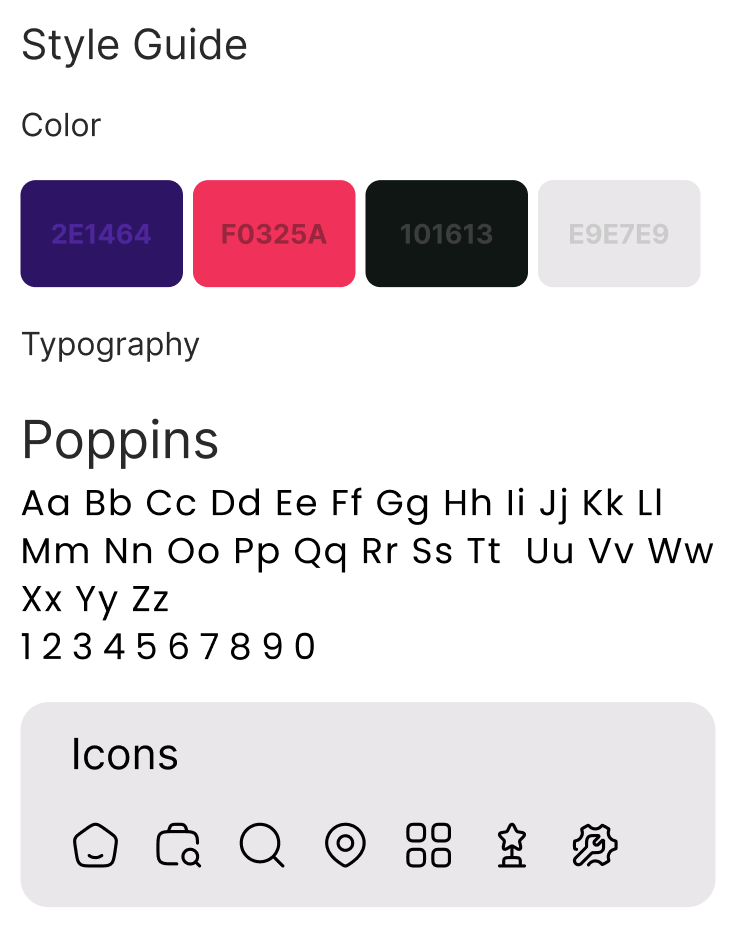 Style Guide
Color
2E1464 F0325A 101613 E9E7E9
Typography
Poppins
Aa Bb Cc Dd Ee Ff Gg Hh Ii Jj Kk Ll
Mm Nn Oo Pp Qq Rr Ss Tt  Uu Vv Ww
Xx Yy Zz
1 2 3 4 5 6 7 8 9 0
Icons